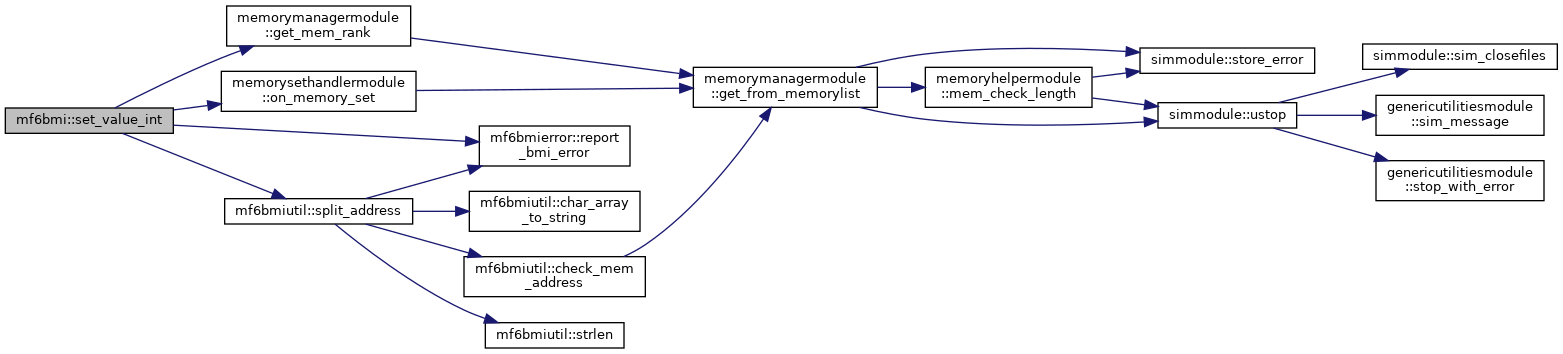 mf6bmi::set_value_int
memorymanagermodule
::get_mem_rank
memorysethandlermodule
::on_memory_set
mf6bmierror::report
_bmi_error
mf6bmiutil::split_address
mf6bmiutil::char_array
_to_string
mf6bmiutil::check_mem
_address
mf6bmiutil::strlen
memorymanagermodule
::get_from_memorylist
memoryhelpermodule
::mem_check_length
simmodule::store_error
simmodule::ustop
simmodule::sim_closefiles
genericutilitiesmodule
::sim_message
genericutilitiesmodule
::stop_with_error